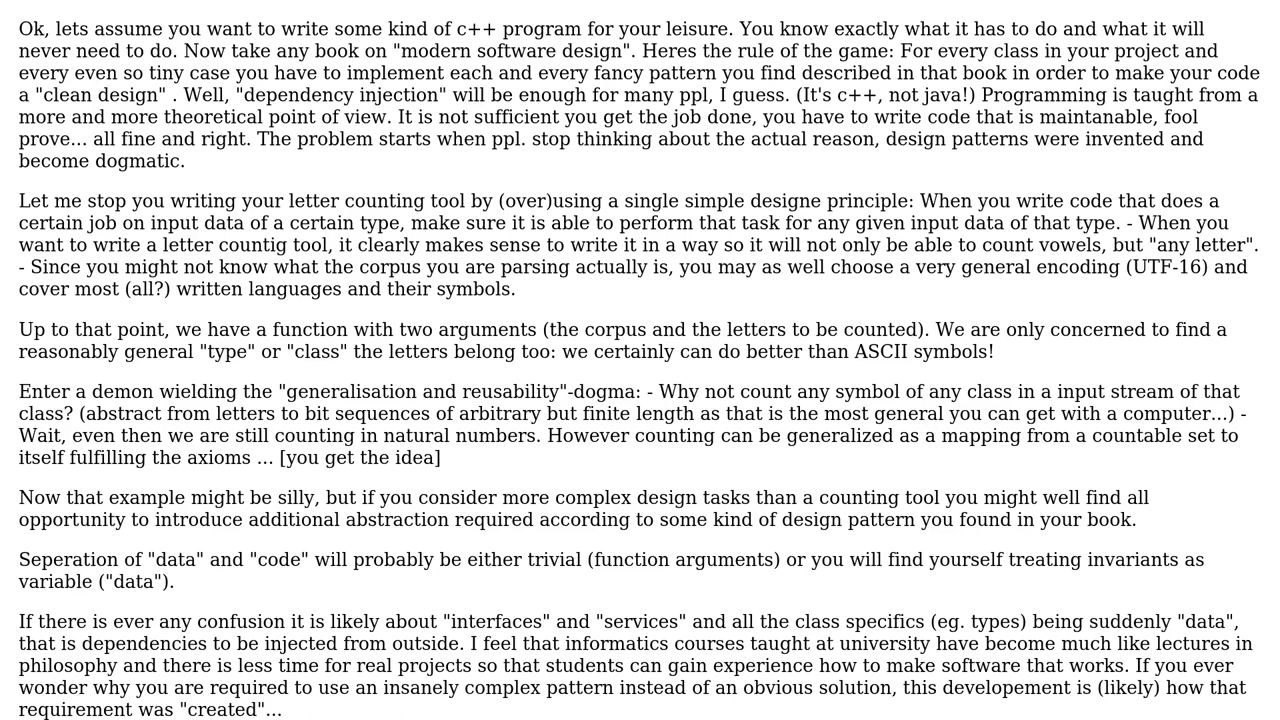 Ok, lets assume you want to write some kind of c++ program for your leisure. You know exactly what it has to do and what it will
never need to do. Now take any book on "modern software design". Heres the rule of the game: For every class in your project and
every even so tiny case you have to implement each and every fancy pattern you find described in that book in order to make your code
a "clean design" . Well, "dependency injection" will be enough for many ppl, I guess. (It's c++, not java!) Programming is taught from a
more and more theoretical point of view. It is not sufficient you get the job done, you have to write code that is maintanable, fool
prove... all fine and right. The problem starts when ppl. stop thinking about the actual reason, design patterns were invented and
become dogmatic.
Let me stop you writing your letter counting tool by (over)using a single simple designe principle: When you write code that does a
certain job on input data of a certain type, make sure it is able to perform that task for any given input data of that type. - When you
want to write a letter countig tool, it clearly makes sense to write it in a way so it will not only be able to count vowels, but "any letter".
- Since you might not know what the corpus you are parsing actually is, you may as well choose a very general encoding (UTF-16) and
cover most (all?) written languages and their symbols.
Up to that point, we have a function with two arguments (the corpus and the letters to be counted). We are only concerned to find a
reasonably general "type" or "class" the letters belong too: we certainly can do better than ASCII symbols!
Enter a demon wielding the "generalisation and reusability"-dogma: - Why not count any symbol of any class in a input stream of that
class? (abstract from letters to bit sequences of arbitrary but finite length as that is the most general you can get with a computer...) -
Wait, even then we are still counting in natural numbers. However counting can be generalized as a mapping from a countable set to
itself fulfilling the axioms ... [you get the idea]
Now that example might be silly, but if you consider more complex design tasks than a counting tool you might well find all
opportunity to introduce additional abstraction required according to some kind of design pattern you found in your book.
Seperation of "data" and "code" will probably be either trivial (function arguments) or you will find yourself treating invariants as
variable ("data").
If there is ever any confusion it is likely about "interfaces" and "services" and all the class specifics (eg. types) being suddenly "data",
that is dependencies to be injected from outside. I feel that informatics courses taught at university have become much like lectures in
philosophy and there is less time for real projects so that students can gain experience how to make software that works. If you ever
wonder why you are required to use an insanely complex pattern instead of an obvious solution, this developement is (likely) how that
requirement was "created"...